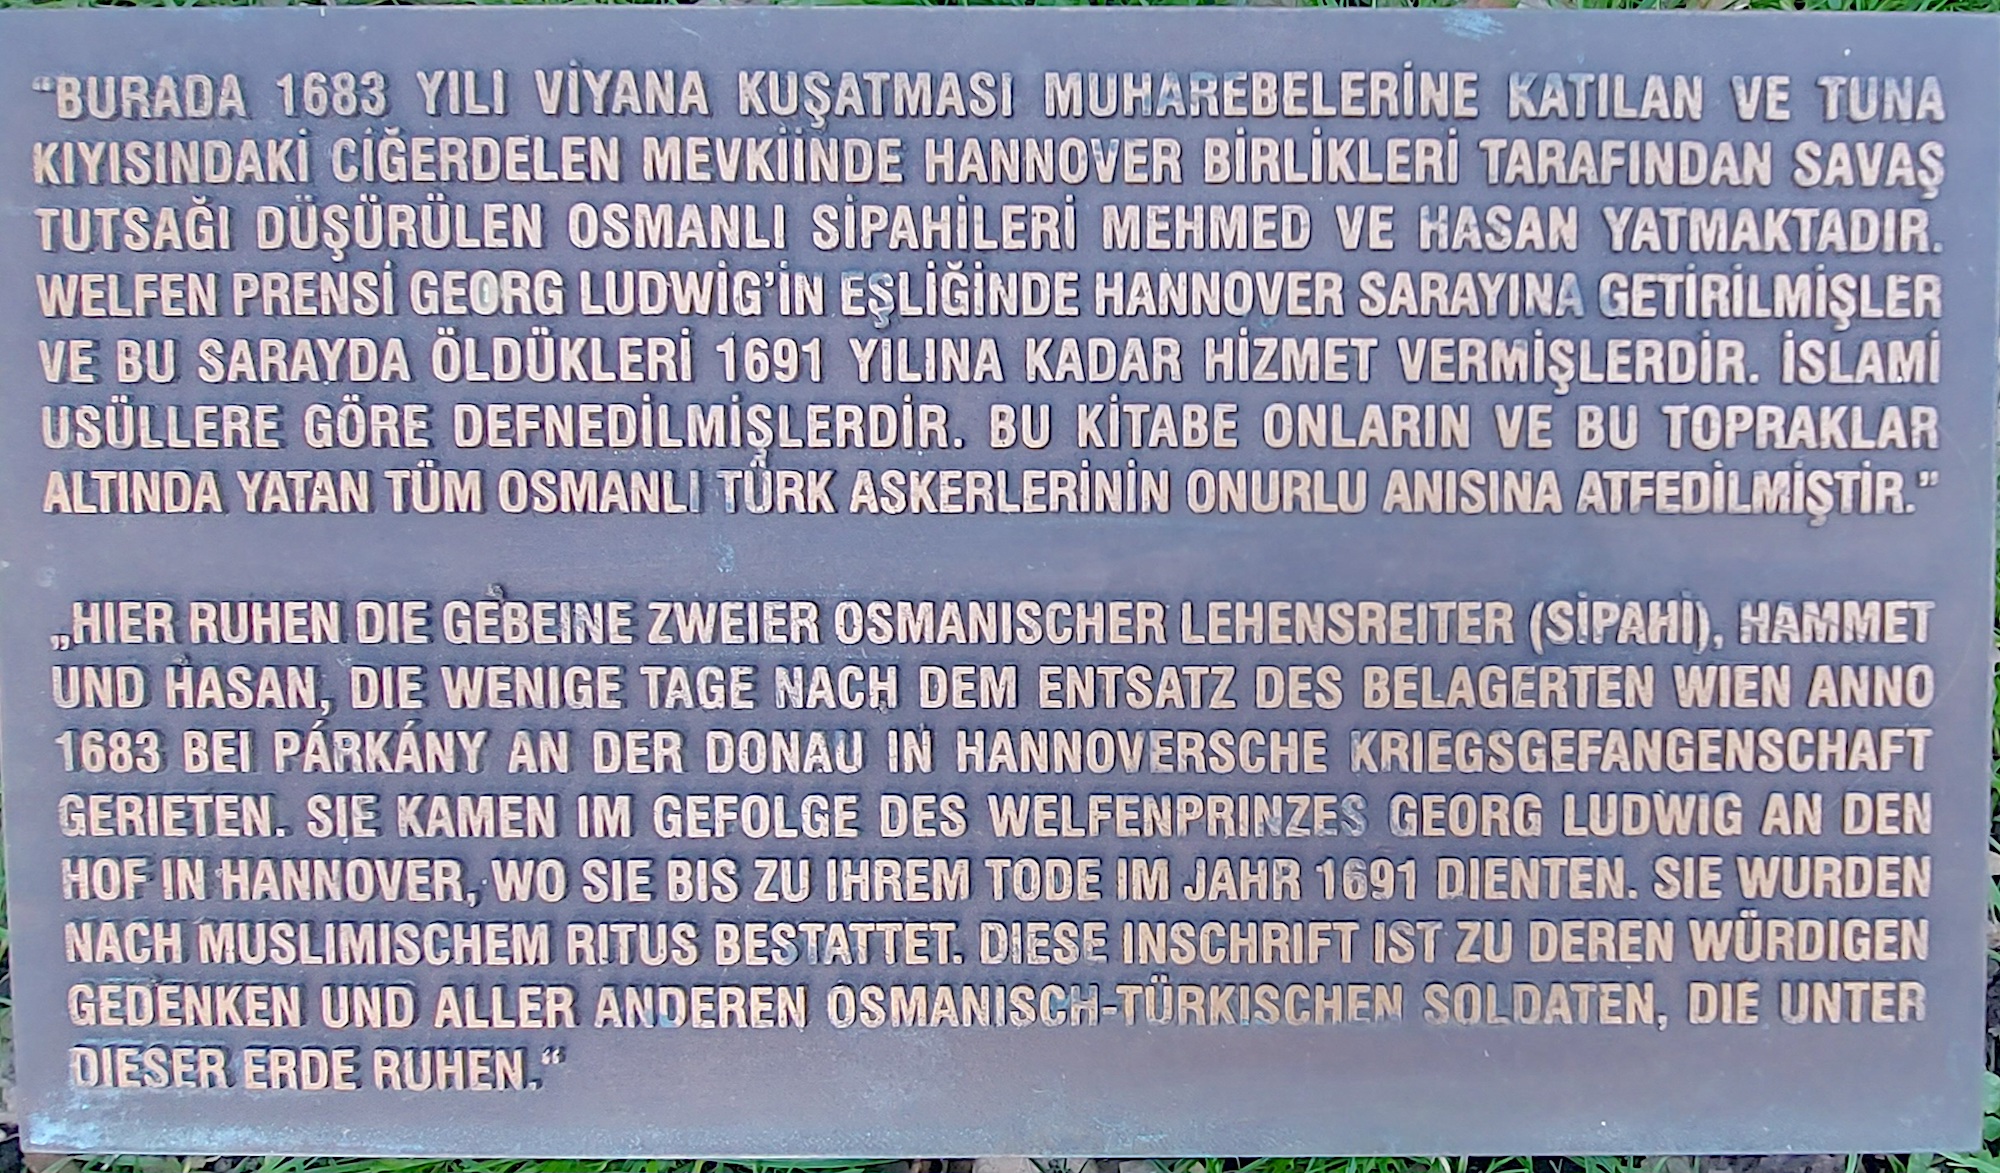 “BURADA 1683 YILI VİYANA KUŞATMASI MUHAREBELERİNE KATILAN VE TUNA
KIYISINDAKİ CİĞERDELEN MEVKİİNDE HANNOVER BİRLİKLERİ TARAFINDAN SAVAŞ
TUTSAĞI DÜŞÜRÜLEN OSMANLI SİPAHİLERİ MEHMED VE HASAN YATMAKTADIR.
WELFEN PRENSİ GEORG LUDWİG’İN EŞLİĞİNDE HANNOVER SARAYINA GETİRİLMİŞLER
VE BU SARAYDA ÖLDÜKLERİ 1691 YILINA KADAR HİZMET VERMİŞLERDİR. İSLAMİ
USÜLLERE GÖRE DEFNEDİLMİŞLERDİR. BU KİTABE ONLARIN VE BU TOPRAKLAR
ALTINDA YATAN TÜM OSMANLI TÜRK ASKERLERİNİN ONURLU ANISINA ATFEDİLMİŞTİR.”
„HIER RUHEN DIE GEBEINE ZWEIER OSMANISCHER LEHENSREITER (SİPAHİ), HAMMET
UND HASAN, DIE WENIGE TAGE NACH DEM ENTSATZ DES BELAGERTEN WIEN ANNO
1683 BEI PÁRKÁNY AN DER DONAU IN HANNOVERSCHE KRIEGSGEFANGENSCHAFT
GERIETEN. SIE KAMEN IM GEFOLGE DES WELFENPRINZES GEORG LUDWIG AN DEN
HOF IN HANNOVER, WO SIE BIS ZU IHREM TODE IM JAHR 1691 DIENTEN. SIE WURDEN
NACH MUSLIMISCHEM RITUS BESTATTET. DIESE INSCHRIFT IST ZU DEREN WÜRDIGEN
GEDENKEN UND ALLER ANDEREN OSMANISCH-TÜRKISCHEN SOLDATEN, DIE UNTER
DIESER ERDE RUHEN.“